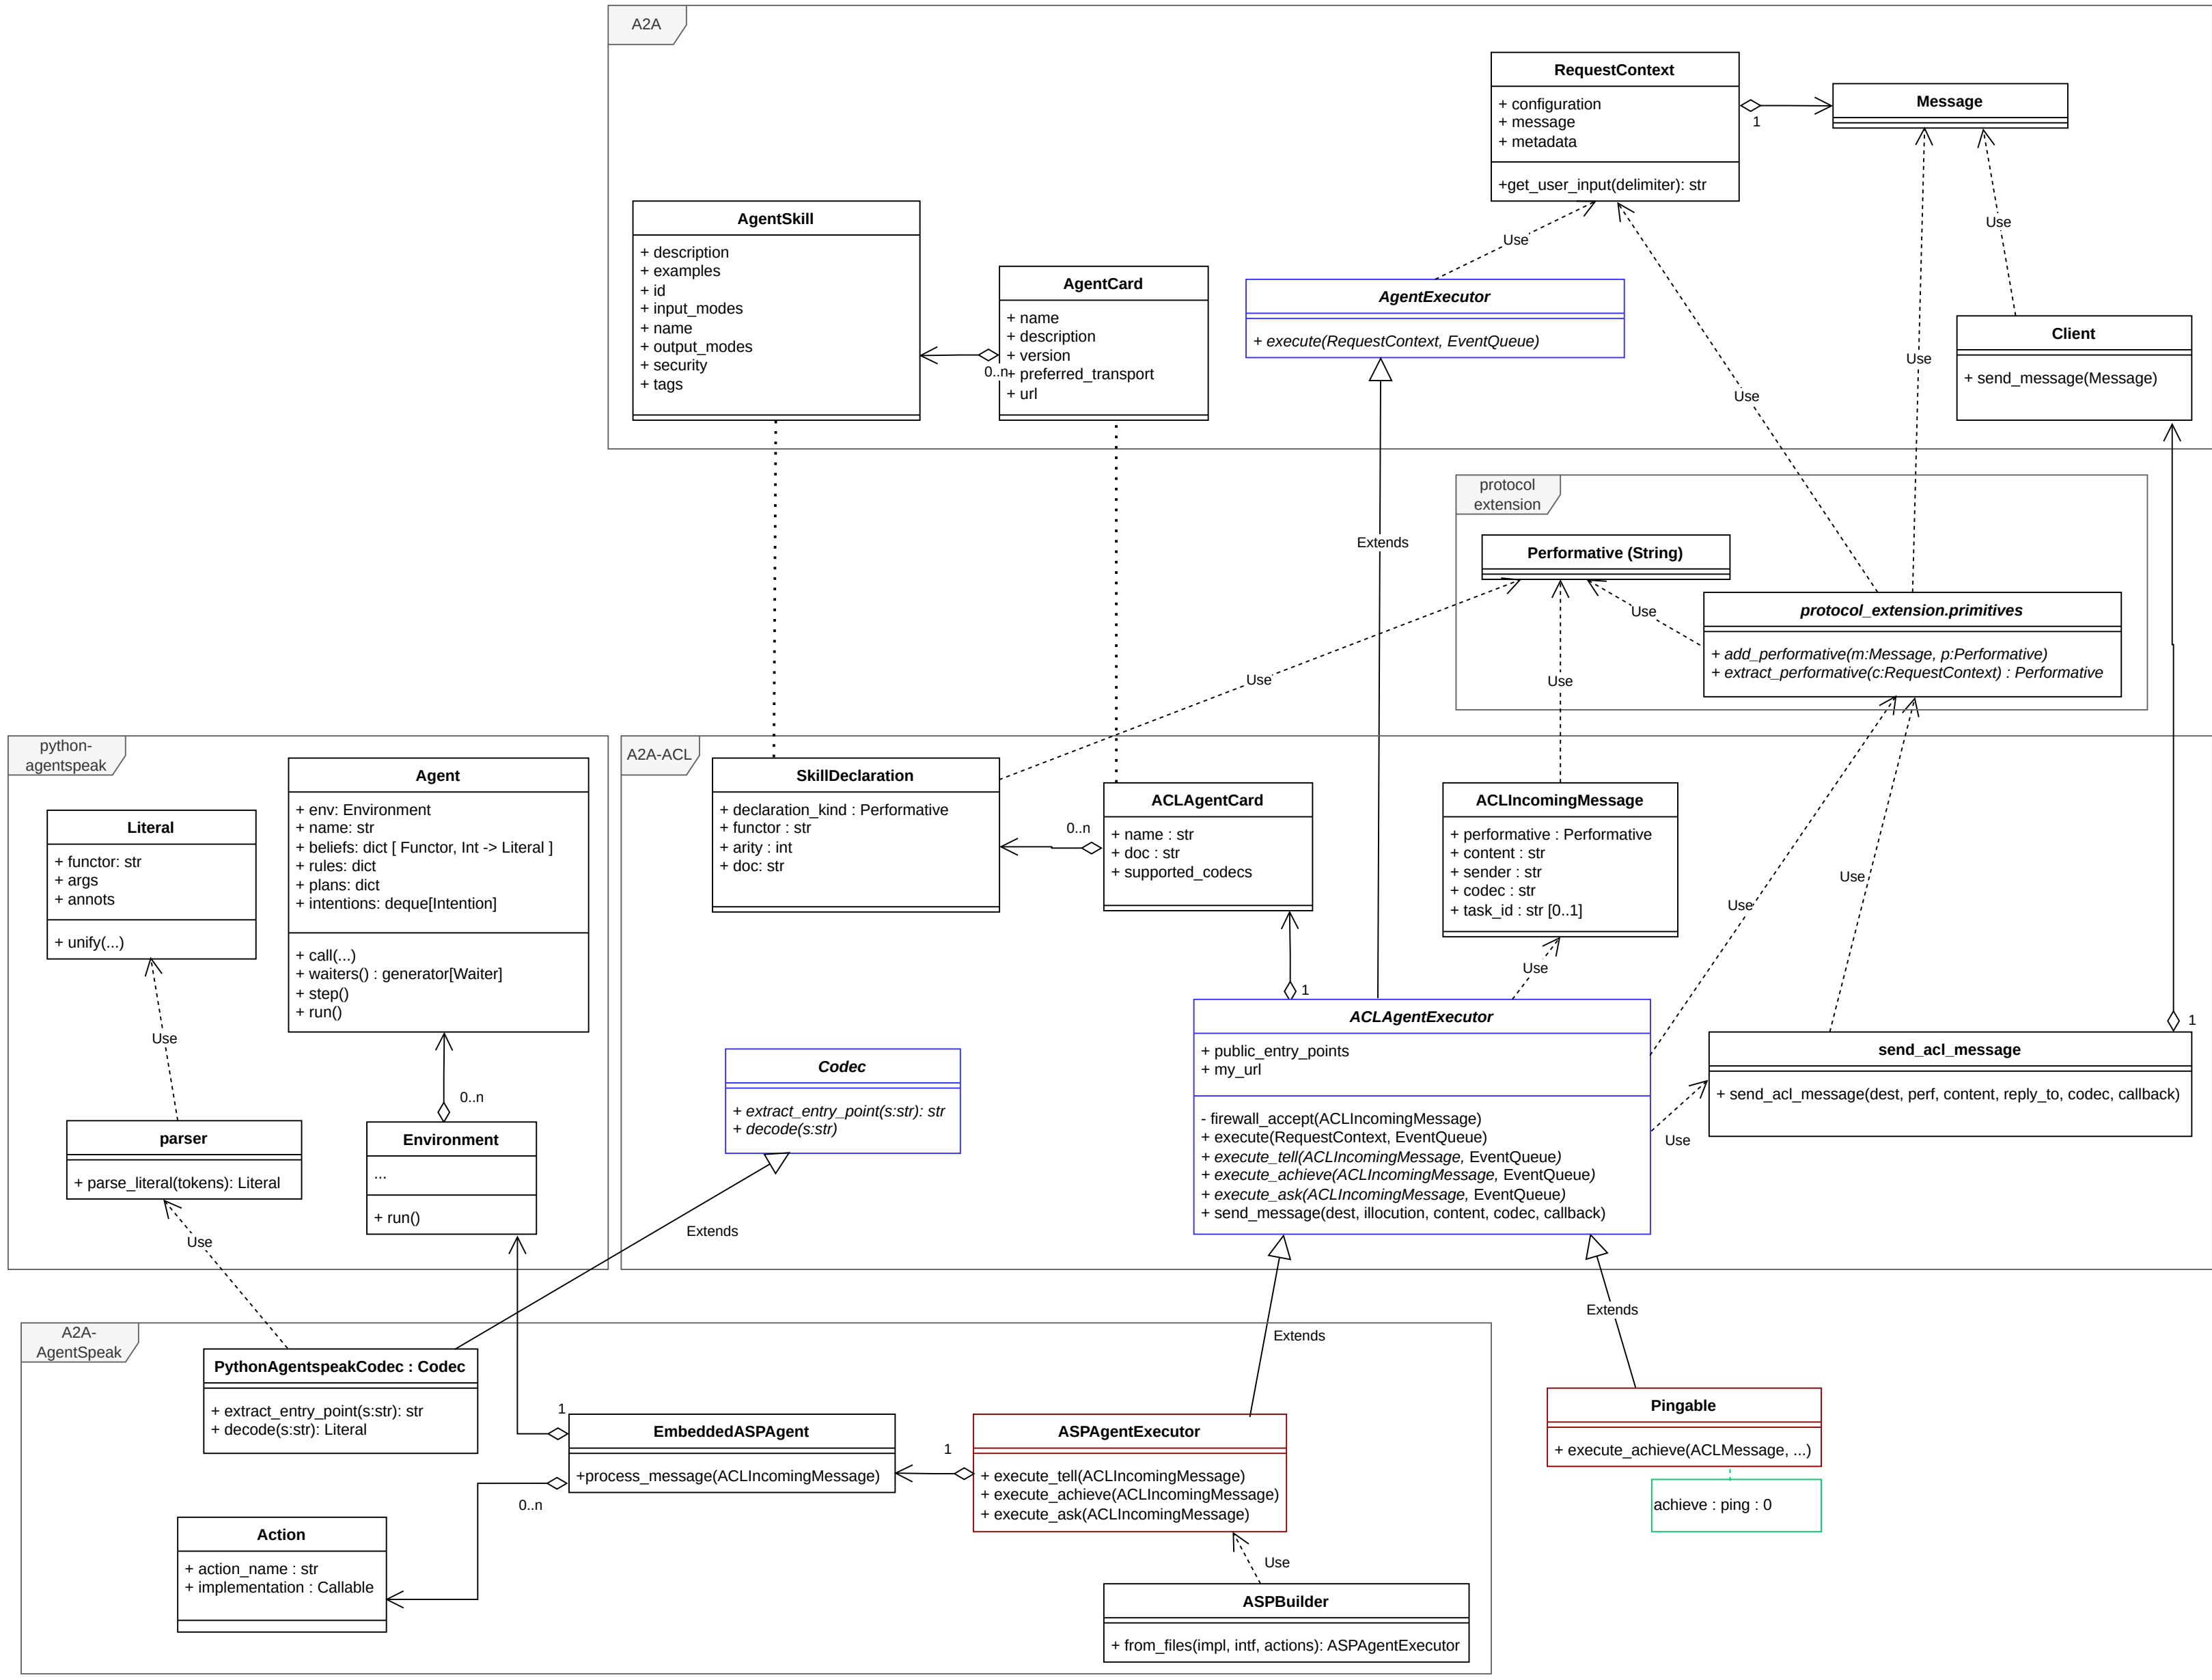 A2A
RequestContext
+ configuration
+ message
+ metadata
+get_user_input(delimiter): str
1
Message
AgentSkill
+ description
+ examples
+ id
+ input_modes
+ name
+ output_modes
+ security
+ tags
0..n
AgentCard
+ name
+ description
+ version
+ preferred_transport
+ url
Use
AgentExecutor
+ execute(RequestContext, EventQueue)
Use
Use
Use
Client
+ send_message(Message)
Extends
protocol
extension
Performative (String)
Use
protocol_extension.primitives
+ add_performative(m:Message, p:Performative)
+ extract_performative(c:RequestContext) : Performative
Use
Use
python-
agentspeak
Literal
+ functor: str
+ args
+ annots
+ unify(...)
Agent
+ env: Environment
+ name: str
+ beliefs: dict [ Functor, Int -> Literal ]
+ rules: dict
+ plans: dict
+ intentions: deque[Intention]
+ call(...)
+ waiters() : generator[Waiter]
+ step()
+ run()
Use
0..n
parser
+ parse_literal(tokens): Literal
Environment
...
+ run()
Use
A2A-ACL
SkillDeclaration
+ declaration_kind : Performative
+ functor : str
+ arity : int
+ doc: str
0..n
ACLAgentCard
+ name : str
+ doc : str
+ supported_codecs
ACLIncomingMessage
+ performative : Performative
+ content : str
+ sender : str
+ codec : str
+ task_id : str [0..1]
Use
Use
Use
1
1
Codec
+ extract_entry_point(s:str): str
+ decode(s:str)
ACLAgentExecutor
+ public_entry_points
+ my_url
- firewall_accept(ACLIncomingMessage)
+ execute(RequestContext, EventQueue)
+ execute_tell(ACLIncomingMessage, EventQueue)
+ execute_achieve(ACLIncomingMessage, EventQueue)
+ execute_ask(ACLIncomingMessage, EventQueue)
+ send_message(dest, illocution, content, codec, callback)
send_acl_message
+ send_acl_message(dest, perf, content, reply_to, codec, callback)
Use
Extends
Extends
Extends
A2A-
AgentSpeak
PythonAgentspeakCodec : Codec
+ extract_entry_point(s:str): str
+ decode(s:str): Literal
1
EmbeddedASPAgent
+process_message(ACLIncomingMessage)
0..n
1
ASPAgentExecutor
+ execute_tell(ACLIncomingMessage)
+ execute_achieve(ACLIncomingMessage)
+ execute_ask(ACLIncomingMessage)
Pingable
+ execute_achieve(ACLMessage, ...)
achieve : ping : 0
Action
+ action_name : str
+ implementation : Callable
Use
ASPBuilder
+ from_files(impl, intf, actions): ASPAgentExecutor